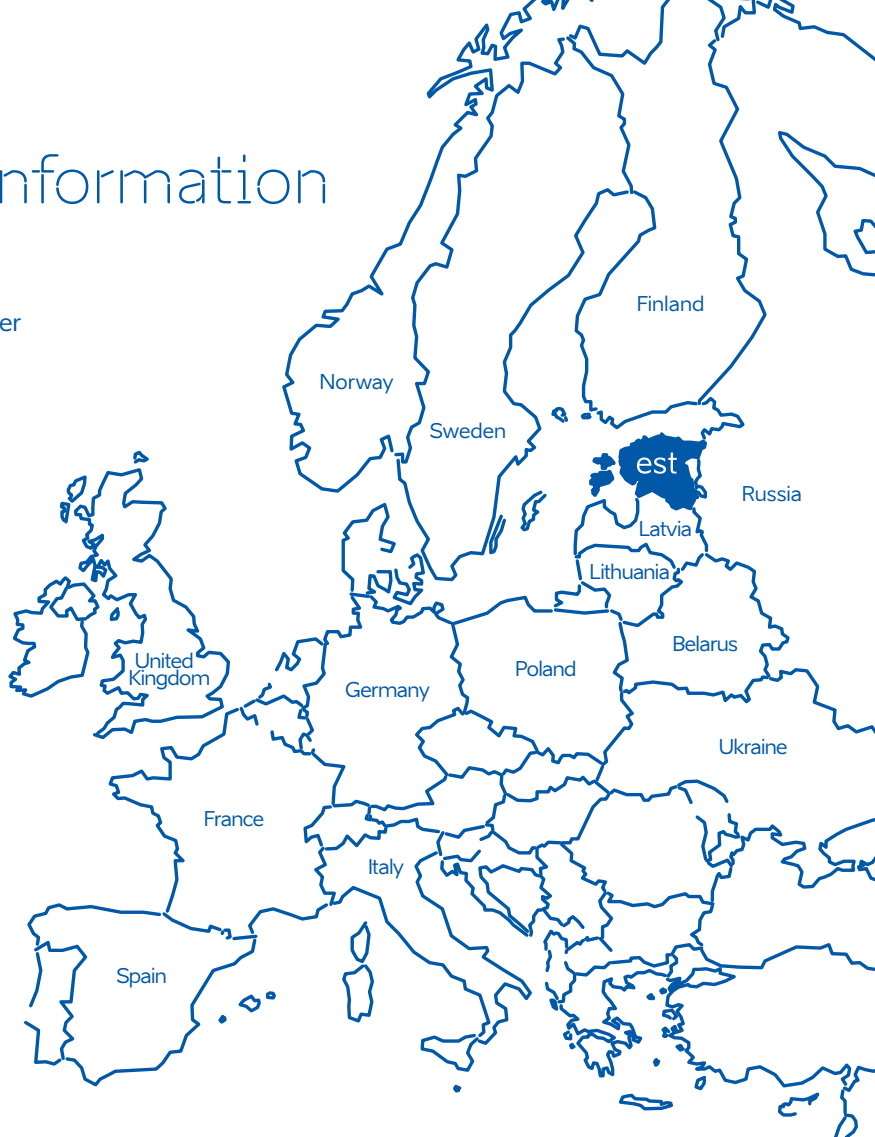 nformation
er
Finland
Norway
Sweden
est
Russia
Latvia
Lithuania
Belarus
United
Kingdom
Poland
Germany
Ukraine
France
Italy
Spain